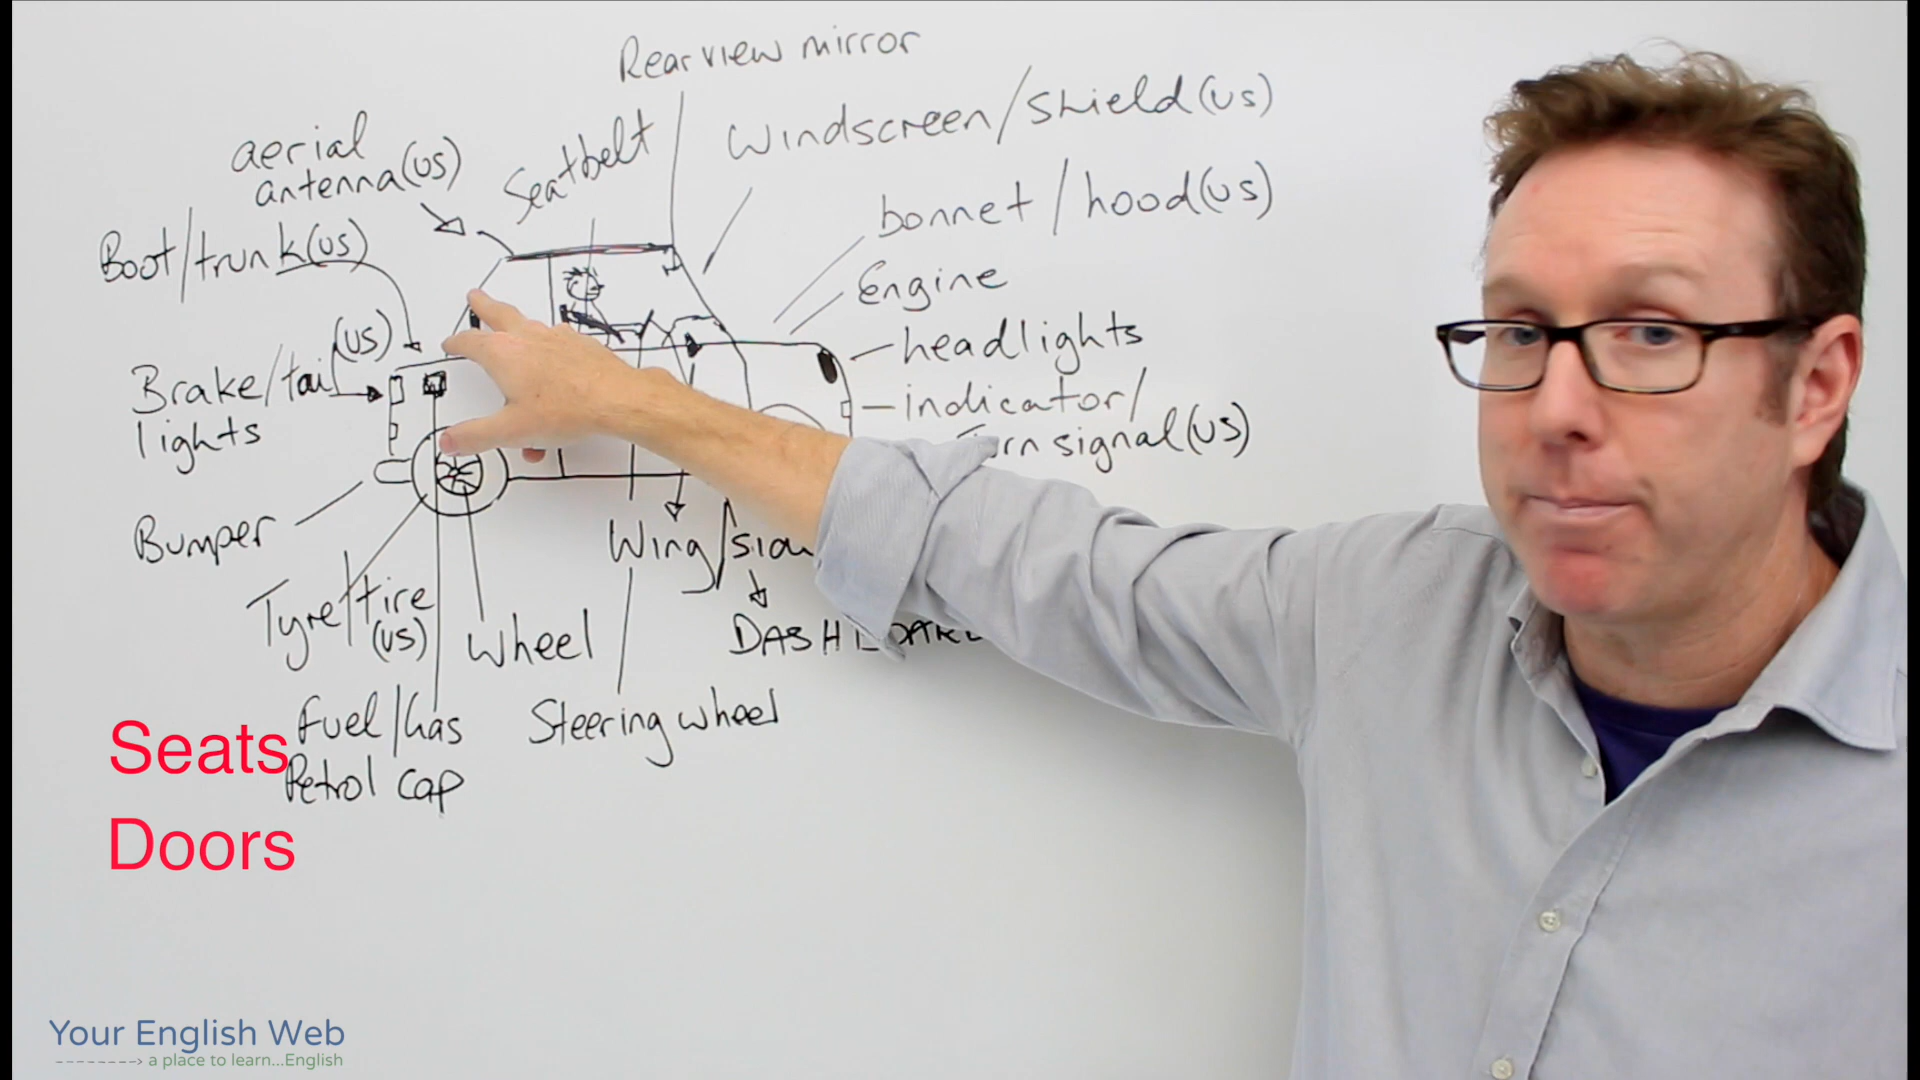 Rearview mirror
Windscreen/shield(US)
aerial
antenna(US)
Seatbelt
bonnet/hood(US)
Boot/trunk(US)
Engine
headlights
(US)
Brake/tail
lights
indicator/
signal(US)
Bumper
Wing/
Tyre/tire
(US)
wheel
DASH
Steering wheel
Fuel/Gas
Petrol cap
Seats
Doors
Your English Web
a place to learn...English